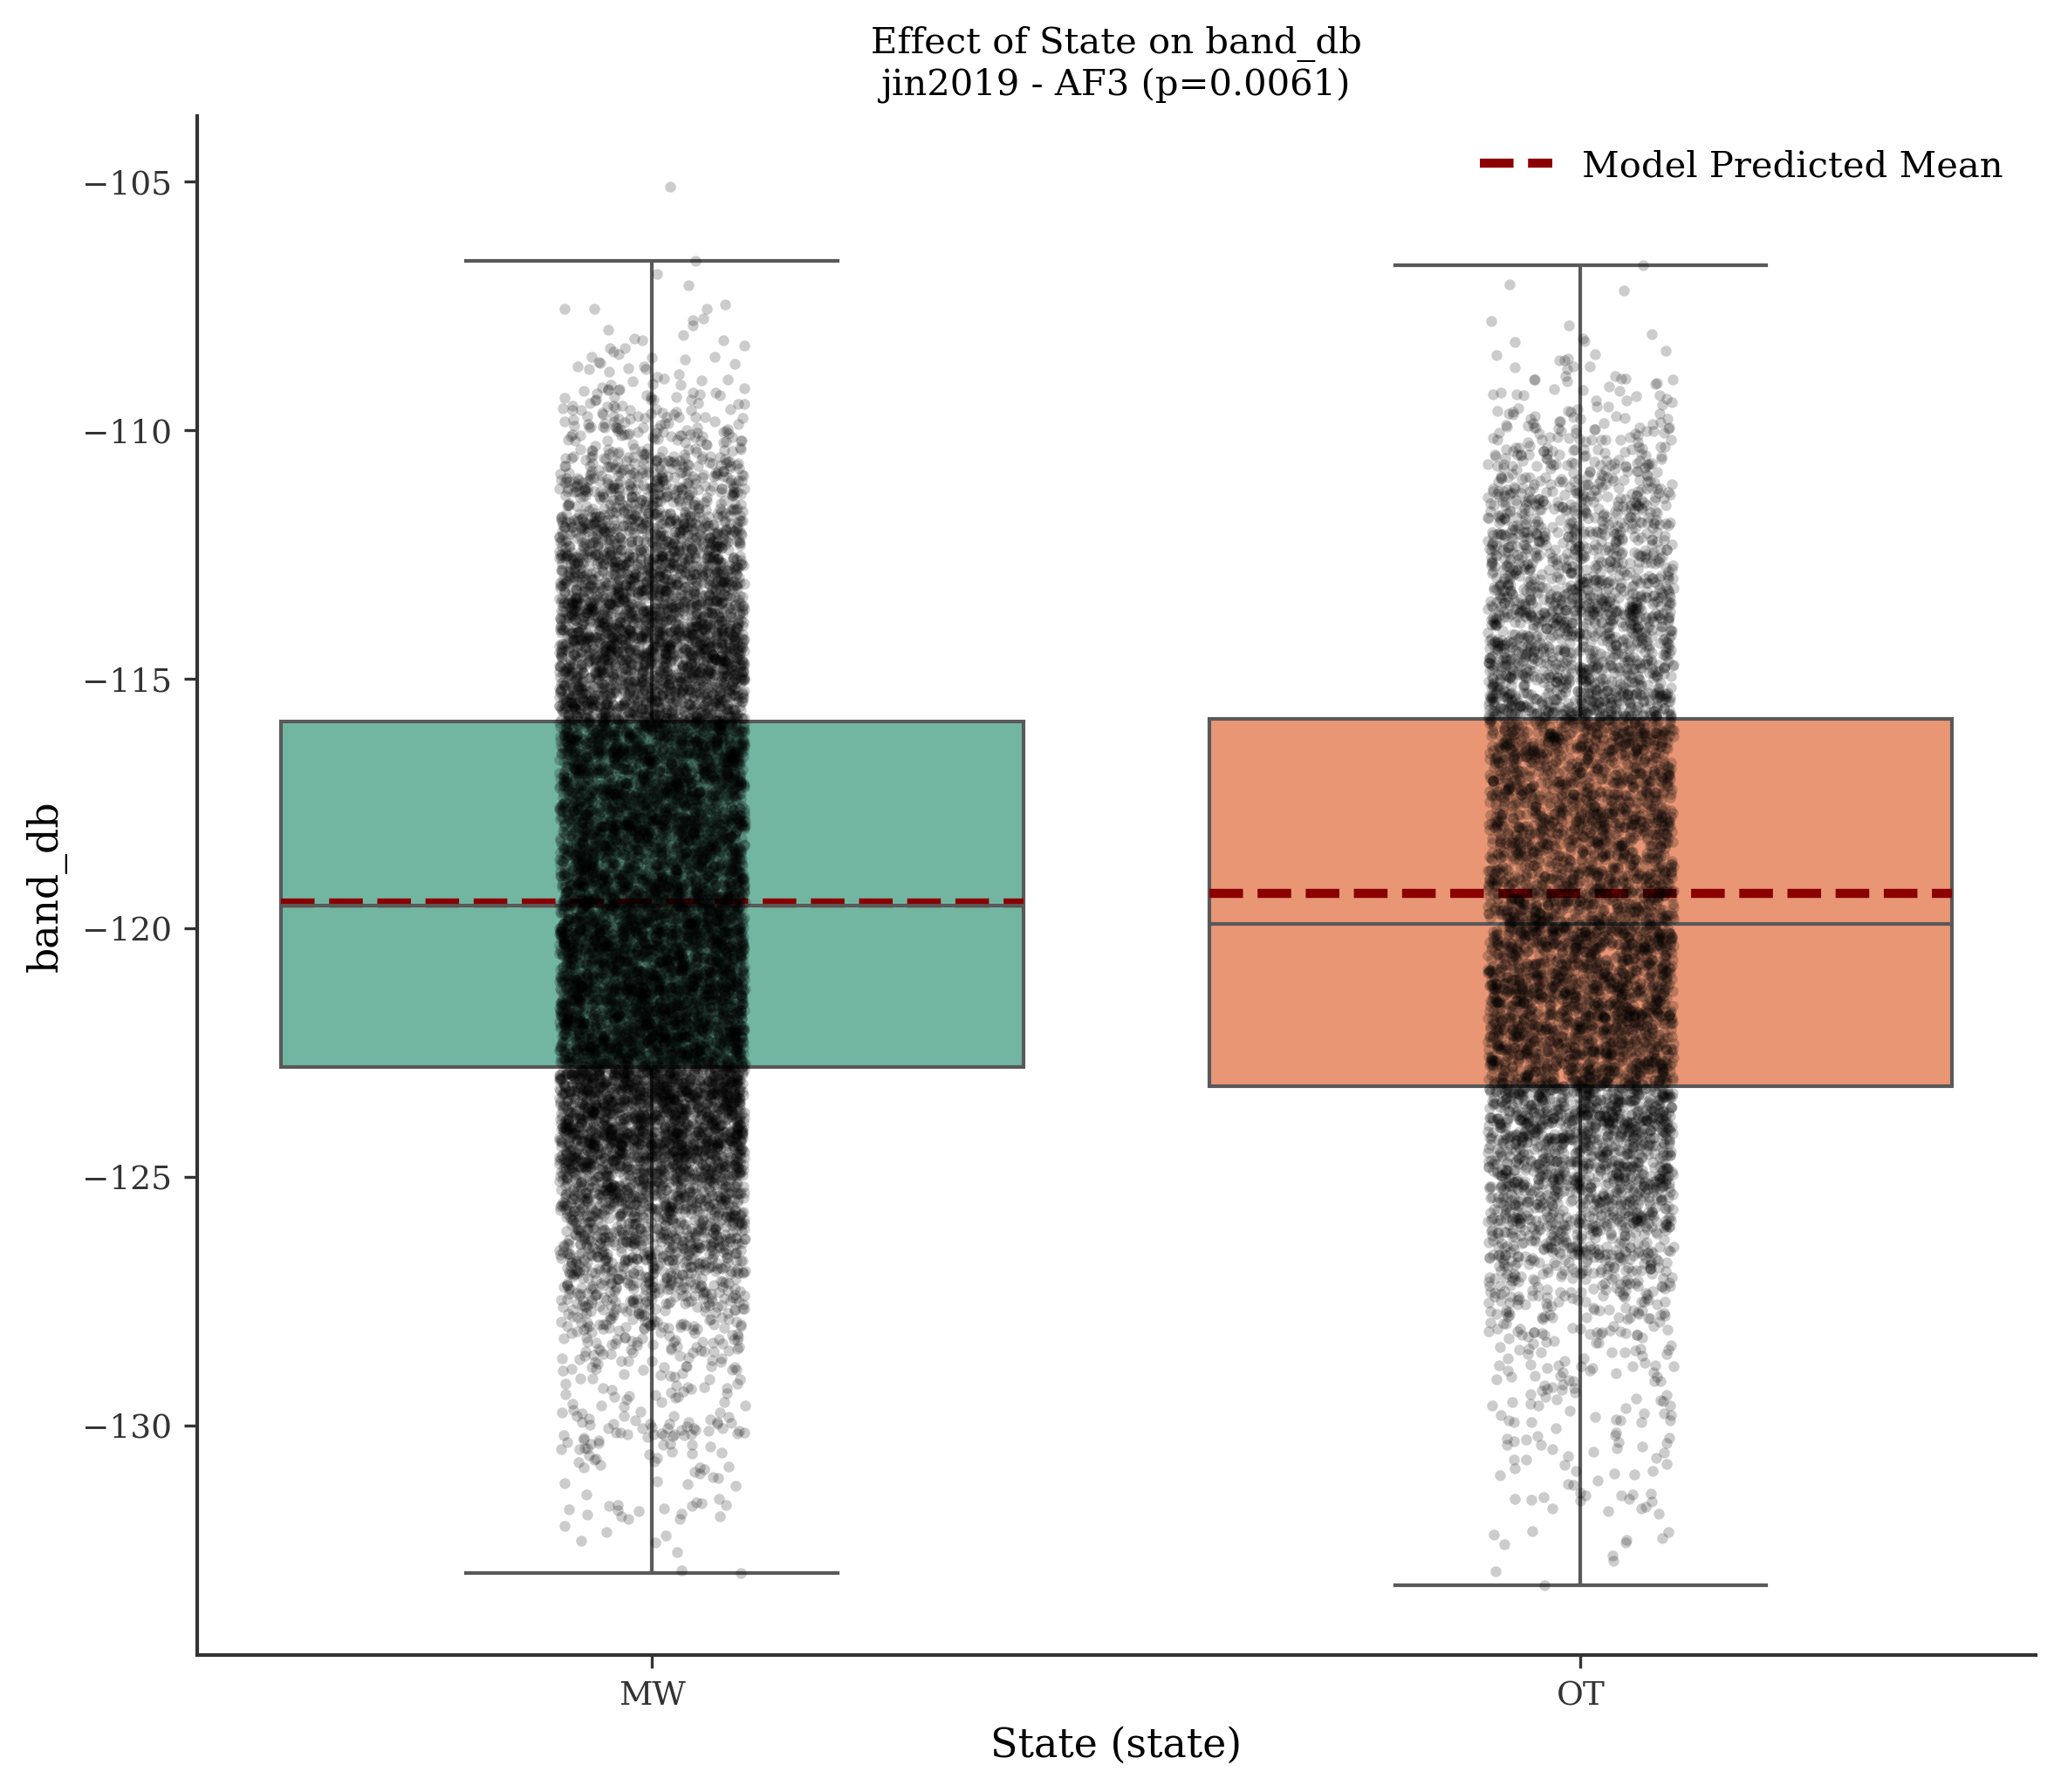 Effect of State on band_db
jin2019 - AF3 (p=0.0061)
Model Predicted Mean
−105
−110
−115
−120
−125
−130
band_db
MW
OT
State (state)